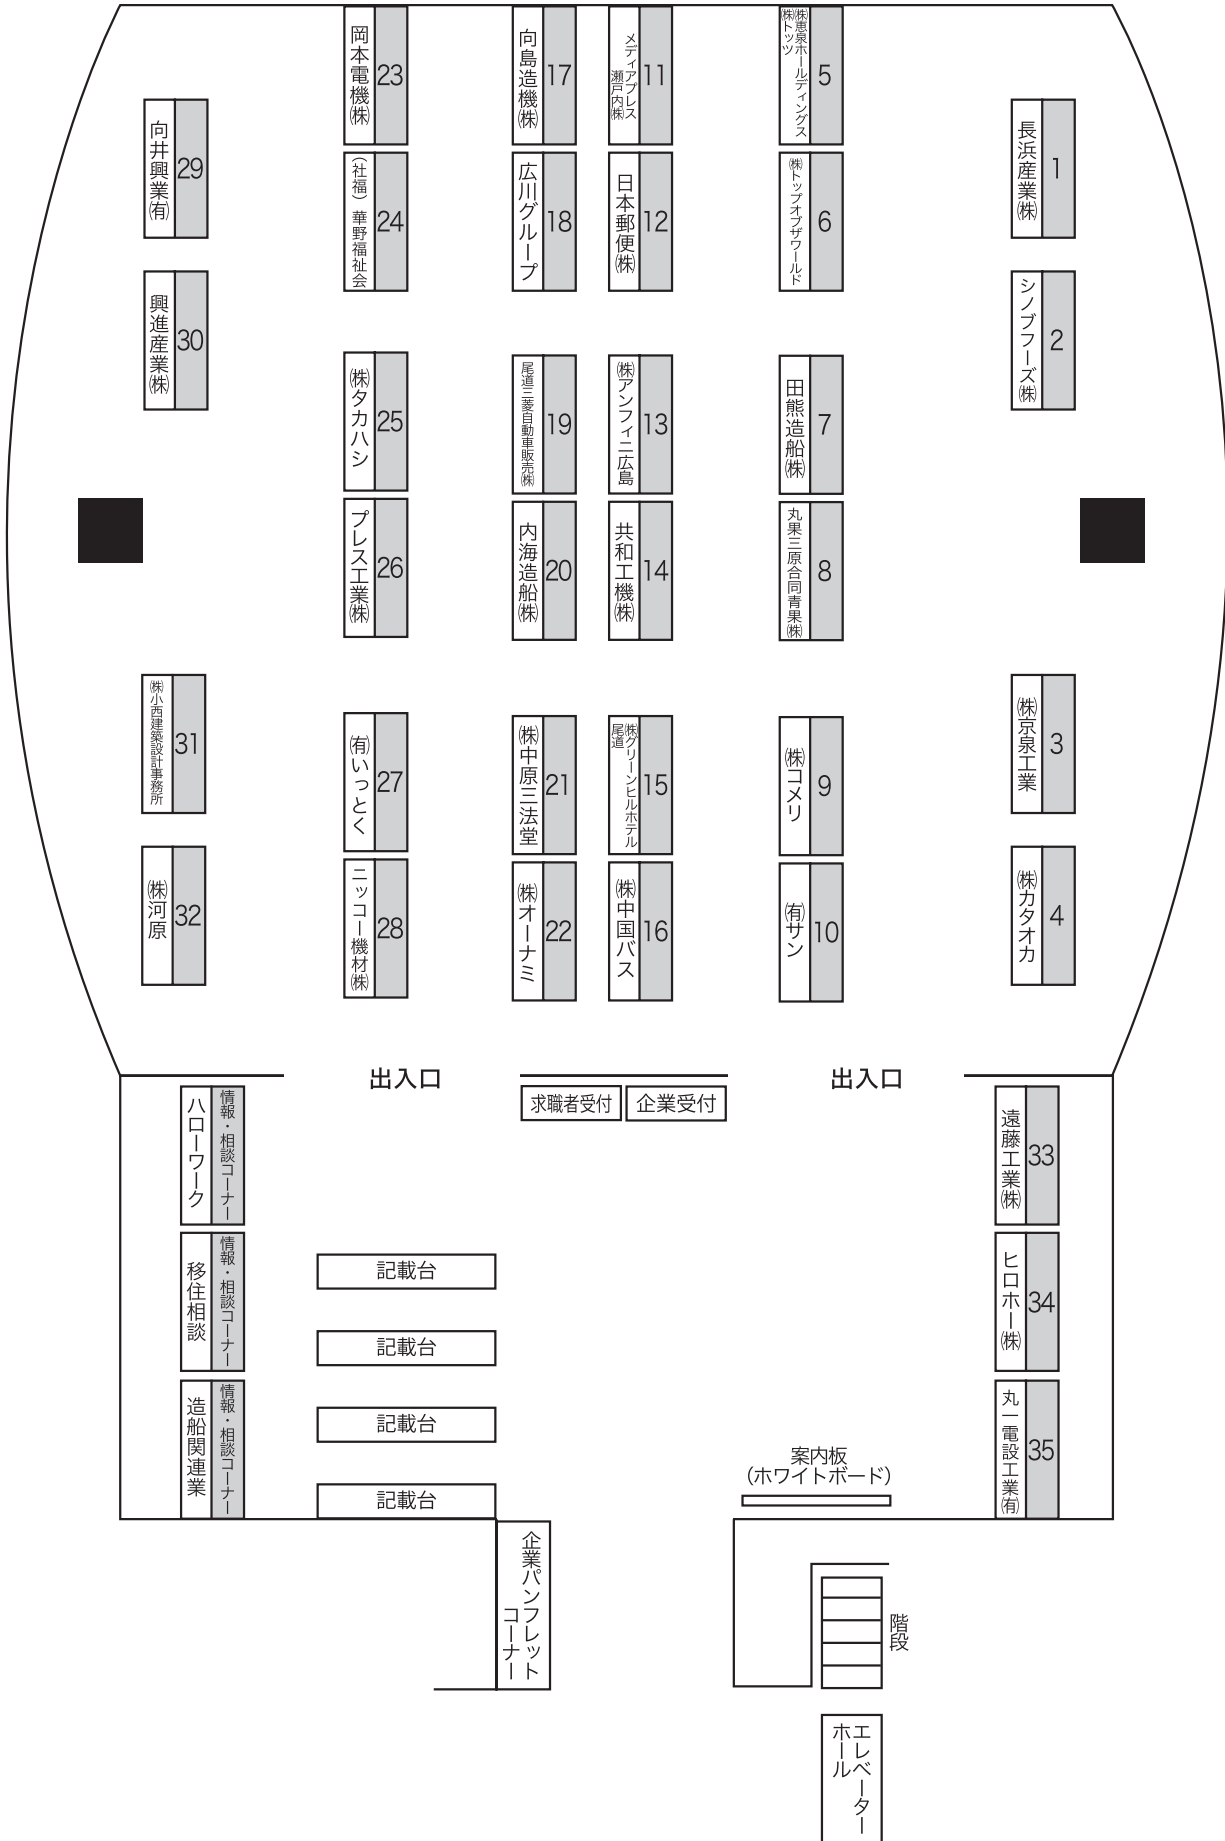 岡本電機㈱
23
向島造機㈱
17
メディアプレス
瀬戸内㈱
11
㈱恵泉ホールディングス
㈱トッツ
5
向井興業㈲
29
長浜産業㈱
1
（社福）華野福祉会
24
広川グループ
18
日本郵便㈱
12
㈱トップオブザワールド
6
興進産業㈱
30
シノブフーズ㈱
2
㈱タカハシ
25
尾道三菱自動車販売㈱
19
㈱アンフィニ広島
13
田熊造船㈱
7
プレス工業㈱
26
内海造船㈱
20
共和工機㈱
14
丸果三原合同青果㈱
8
㈱小西建築設計事務所
31
㈲いっとく
27
㈱中原三法堂
21
㈱グリーンヒルホテル
尾道
15
㈱コメリ
9
㈱京泉工業
3
㈱河原
32
ニッコー機材㈱
28
㈱オーナミ
22
㈱中国バス
16
㈲サン
10
㈱カタオカ
4
出入口
出入口
求職者受付
企業受付
ハローワーク
情報・相談コーナー
遠藤工業㈱
33
移住相談
情報・相談コーナー
記載台
ヒロホー㈱
34
記載台
造船関連業
情報・相談コーナー
記載台
丸一電設工業㈲
35
案内板
（ホワイトボード）
記載台
企業パンフレット
コーナー
階段
エレベーター
ホール